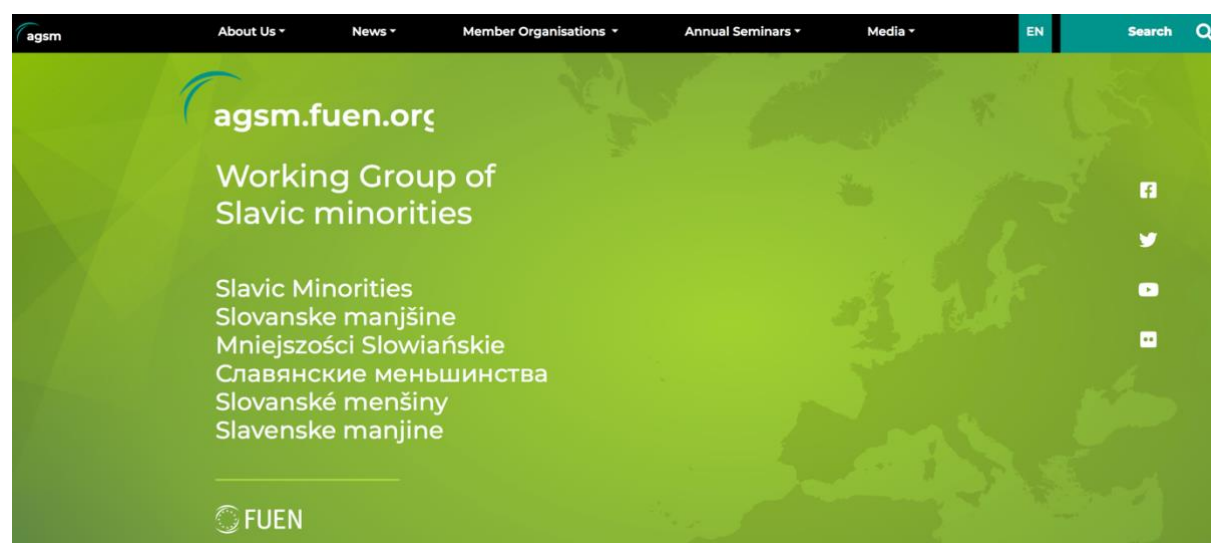 agsm
About Us
News
Member Organisations
Annual Seminars
Media
EN
Search
agsm.fuen.org
Working Group of
Slavic minorities
Slavic Minorities
Slovanske manjšine
Mniejszości Slowiańskie
Славянские меньшинства
Slovanské menšiny
Slavenske manjine
FUEN